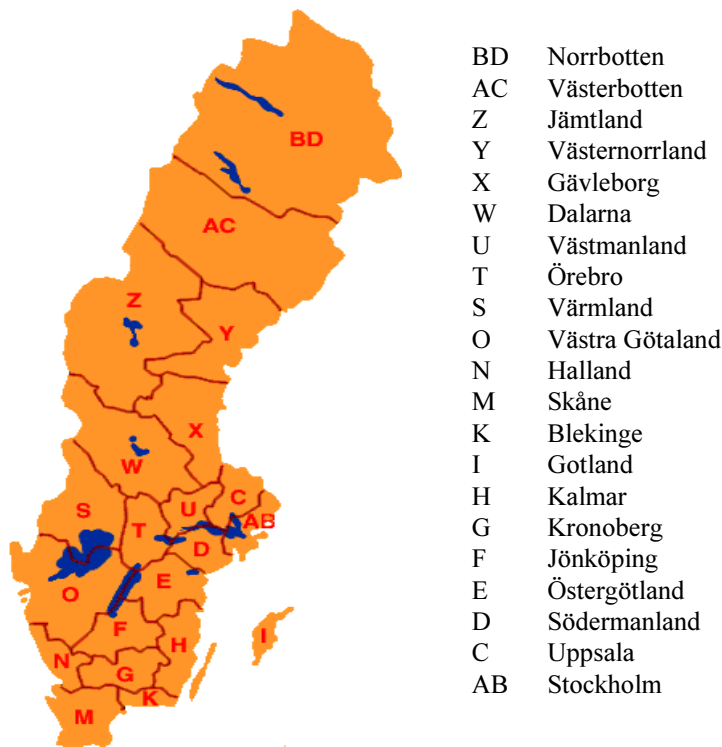 BD
AC
Z
Y
X
W
S
U
C
AB
T
D
O
E
F
H
I
N
G
K
M
BD Norrbotten
AC Västerbotten
Z Jämtland
Y Västernorrland
X Gävleborg
W Dalarna
U Västmanland
T Örebro
S Värmland
O Västra Götaland
N Halland
M Skåne
K Blekinge
I Gotland
H Kalmar
G Kronoberg
F Jönköping
E Östergötland
D Södermanland
C Uppsala
AB Stockholm